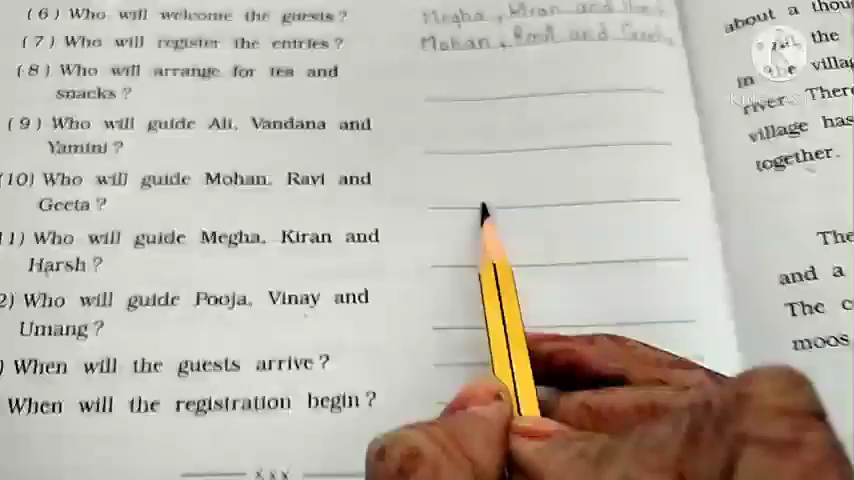 (6) Who will welcome the guests?
Megha, Kiran and
(7) Who will register the entries?
Mohan, Ravi and Geeta
(8) Who will arrange for tea and
snacks?
(9) Who will guide Ali, Vandana and
Yamini?
(10) Who will guide Mohan, Ravi and
Geeta?
1) Who will guide Megha, Kiran and
Harsh?
2) Who will guide Pooja, Vinay and
Umang?
) When will the guests arrive?
When will the registration begin?
x x x
about a thou
the
in the villag
river. There
village has
together.
The
and a
The c
moos